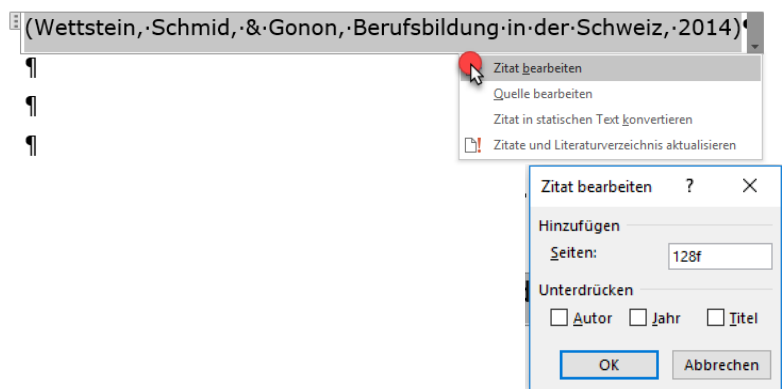 (Wettstein,·Schmid,·&·Gonon,·Berufsbildung·in·der·Schweiz,·2014)¶
¶
¶
¶
Zitat bearbeiten
Quelle bearbeiten
Zitat in statischen Text konvertieren
Zitate und Literaturverzeichnis aktualisieren
Zitat bearbeiten ? ×
Hinzufügen
Seiten: 128f
Unterdrücken
Autor Jahr Titel
OK Abbrechen